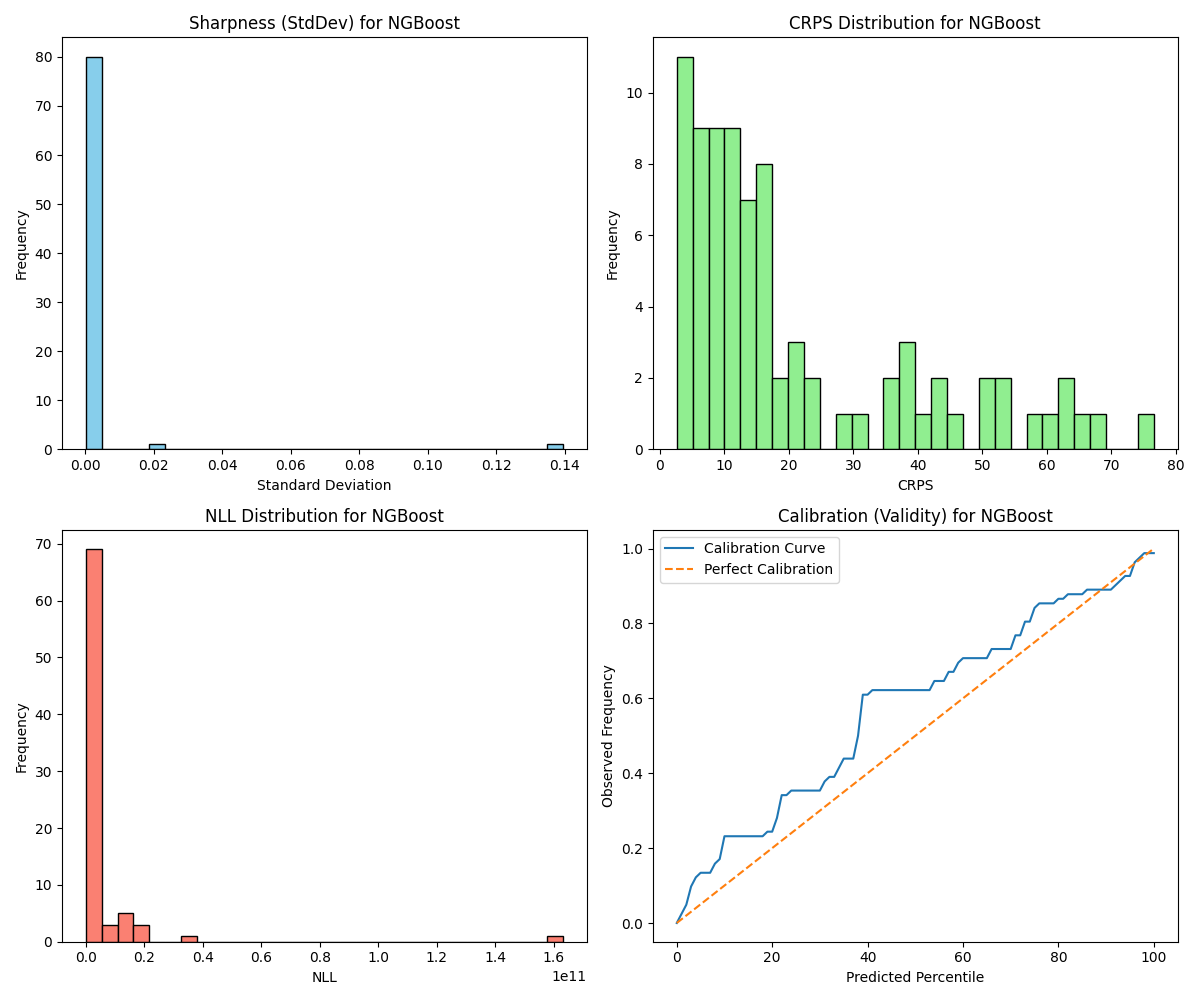 Sharpness (StdDev) for NGBoost
80
70
60
50
40
30
20
10
0
Frequency
0.00 0.02 0.04 0.06 0.08 0.10 0.12 0.14
Standard Deviation
CRPS Distribution for NGBoost
10
8
6
4
2
0
Frequency
0 10 20 30 40 50 60 70 80
CRPS
NLL Distribution for NGBoost
70
60
50
40
30
20
10
0
Frequency
0.0 0.2 0.4 0.6 0.8 1.0 1.2 1.4 1.6
1e11
NLL
Calibration (Validity) for NGBoost
Calibration Curve
Perfect Calibration
1.0
0.8
0.6
0.4
0.2
0.0
Observed Frequency
0 20 40 60 80 100
Predicted Percentile